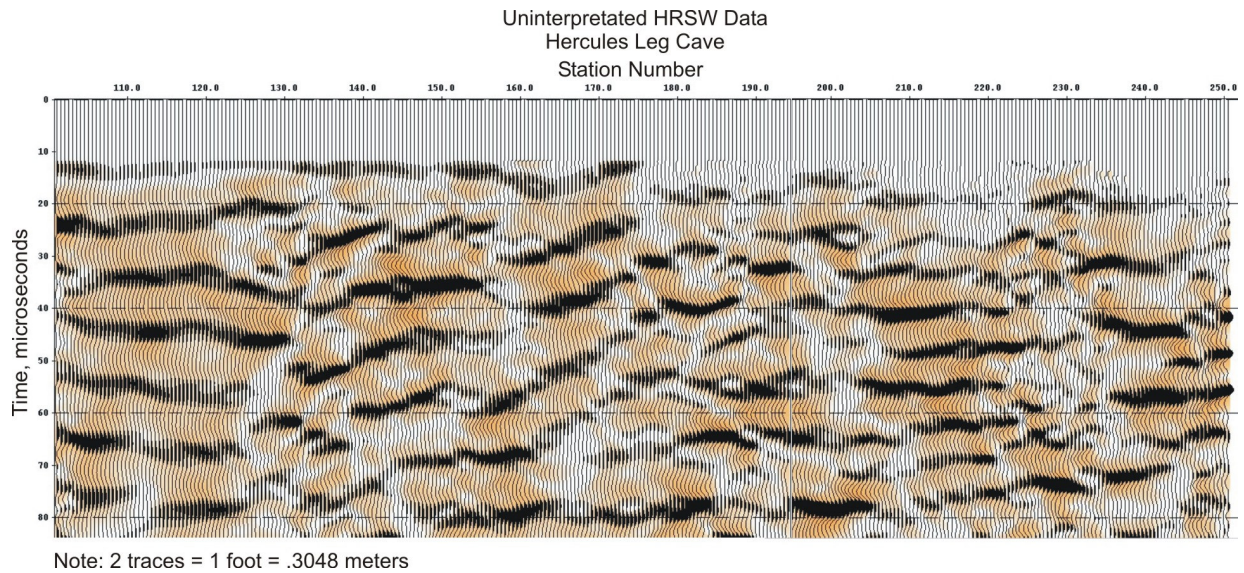 Uninterpretated HRSW Data
Hercules Leg Cave
Station Number
110.0 120.0 130.0 140.0 150.0 160.0 170.0 180.0 190.0 200.0 210.0 220.0 230.0 240.0 250.0
0
10
20
30
40
50
60
70
80
Time, microseconds
Note: 2 traces = 1 foot = .3048 meters